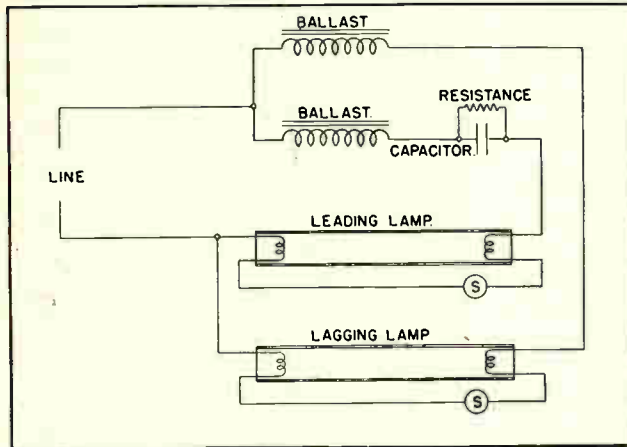 BALLAST
BALLAST.
RESISTANCE
CAPACITOR.
LINE
LEADING LAMP.
S
LAGGING LAMP
S